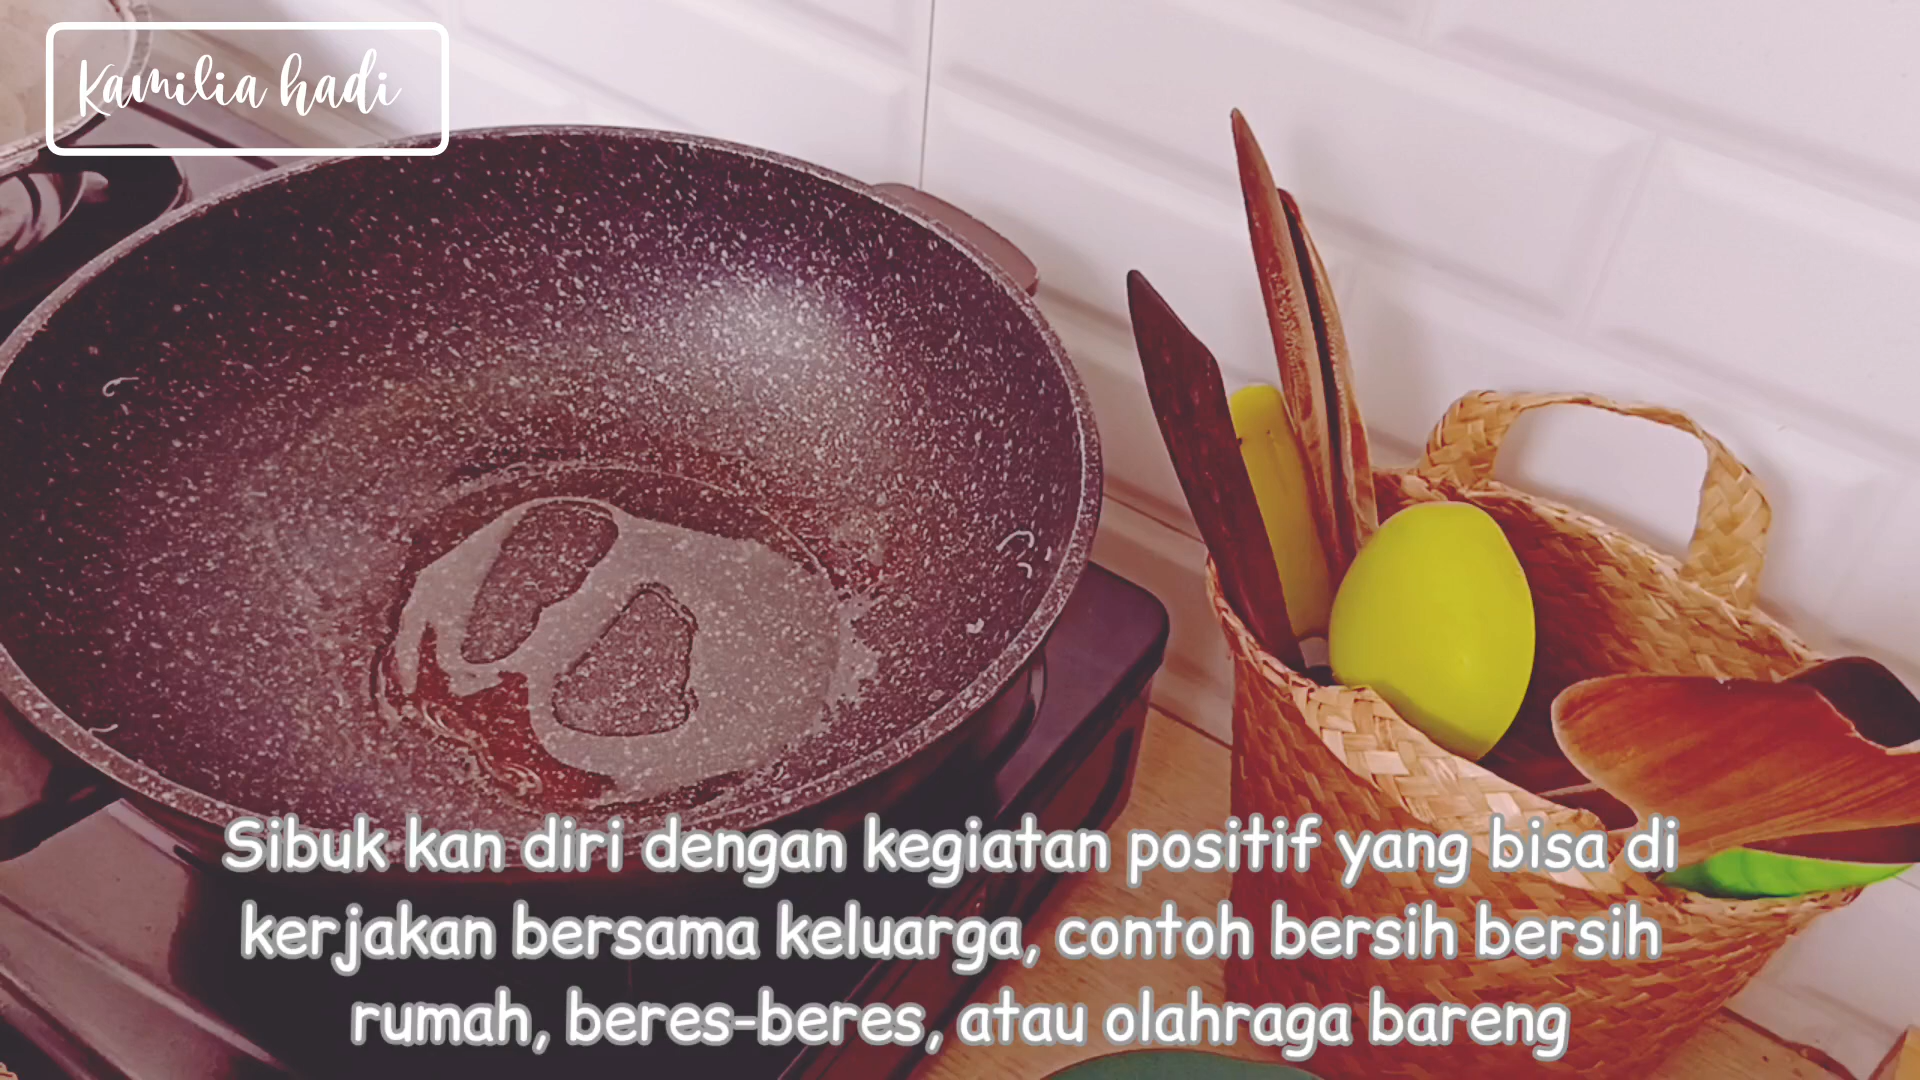 Kamilia hadi
Sibuk kan diri dengan kegiatan positif yang bisa di
kerjakan bersama keluarga, contoh bersih bersih
rumah, beres-beres, atau olahraga bareng